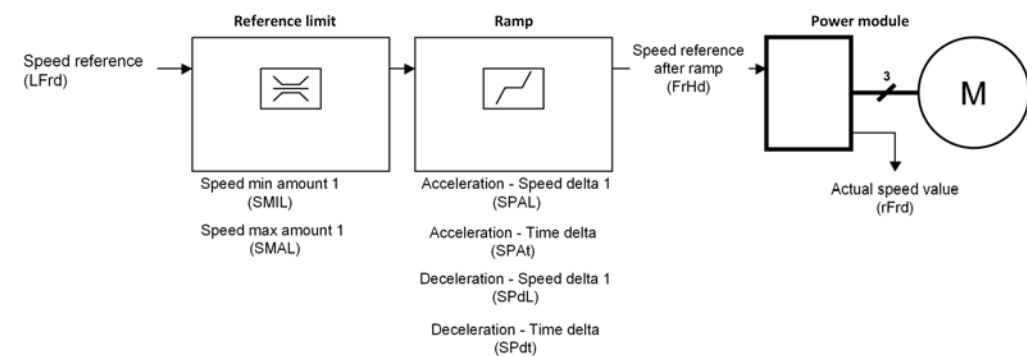 Reference limit
Ramp
Power module
Speed reference
(LFrd)
Speed reference
after ramp
(FrHd)
3
M
Speed min amount 1
(SMIL)
Speed max amount 1
(SMAL)
Acceleration - Speed delta 1
(SPAL)
Acceleration - Time delta
(SPAt)
Deceleration - Speed delta 1
(SPdL)
Deceleration - Time delta
(SPdt)
Actual speed value
(rFrd)